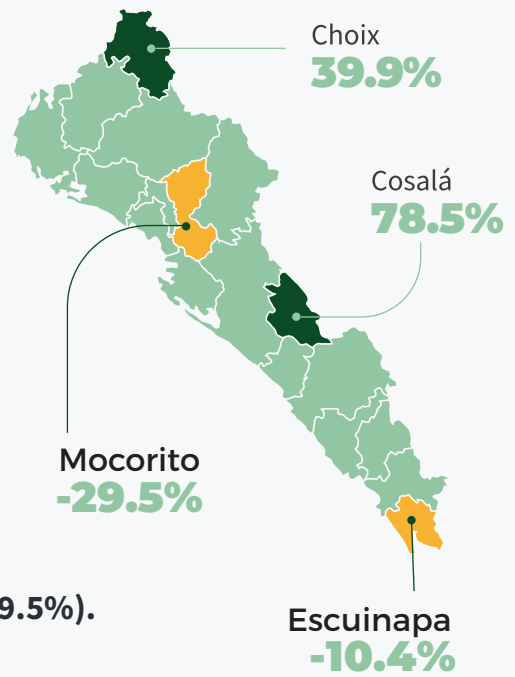 Choix
39.9%
Cosalá
78.5%
Mocorito
-29.5%
9.5%).
Escuinapa
-10.4%